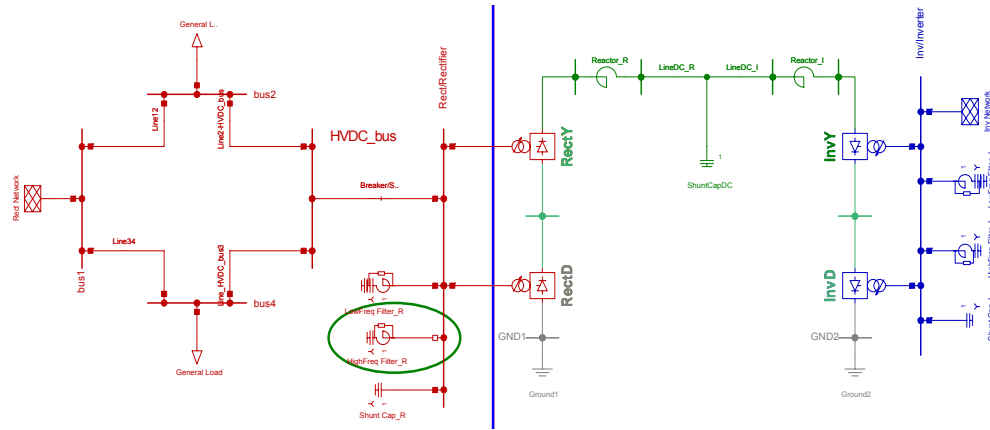 General L..
bus2
Line12
Line2-HVDC_bus
HVDC_bus
Rect/Rectifier
Rect Network
Breaker/S..
Line34
Line_HVDC_bus3
bus1
bus4
General Load
LowFreq Filter_R
HighFreq Filter_R
Shunt Cap_R
Reactor_R
LineDC_R
LineDC_I
Reactor_I
RectY
1
ShuntCapDC
InvY
RectD
InvD
GND1
GND2
Ground1
Ground2
Inv/Inverter
Inv Network